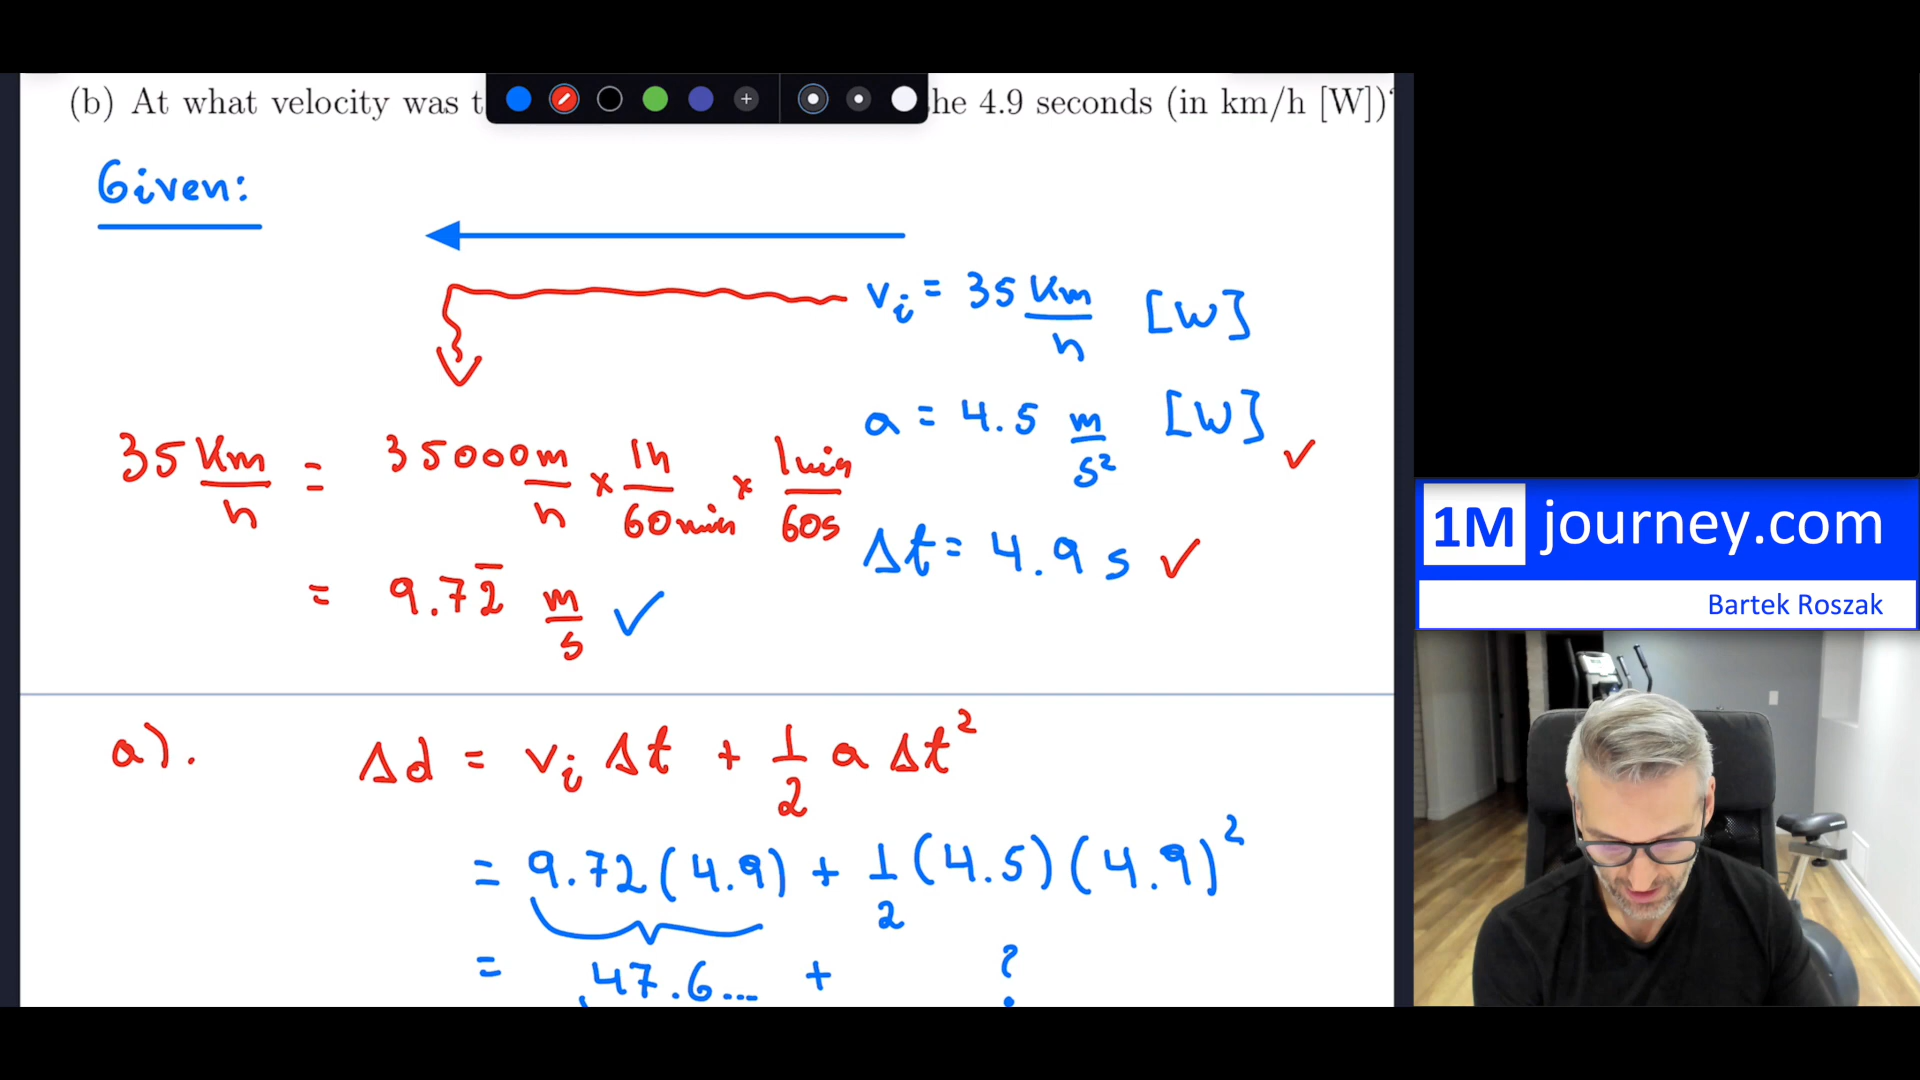 (b) At what velocity was t he 4.9 seconds (in km/h [W])?
Given:
vi = 35 Km/h [W]
a = 4.5 m/s² [W] ✓
Δt = 4.9 s ✓
35 Km/h = 35000m/h × 1h/60min × 1min/60s
= 9.72̅ m/s ✓
a). Δd = vi Δt + 1/2 a Δt²
= 9.72(4.9) + 1/2 (4.5)(4.9)²
= 47.6... + ?
1M journey.com
Bartek Roszak